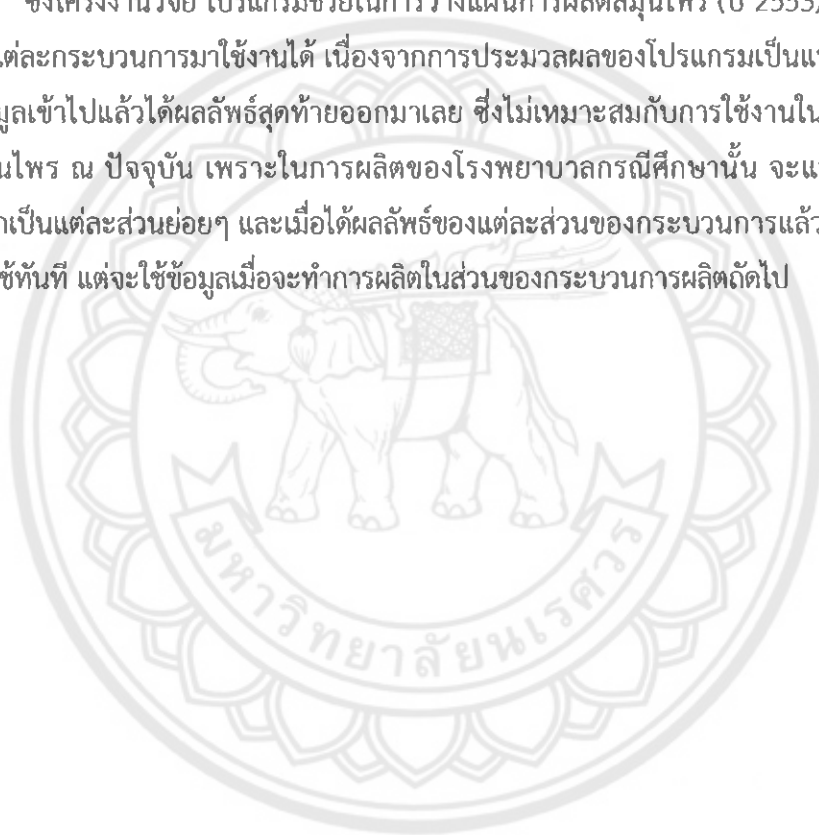 ซึ่งโครงงานวิจัย โปรแกรมช่วยในการวางแผนการผลิตสมุนไพร (ปี 2553)
แต่ละกระบวนการมาใช้งานได้ เนื่องจากการประมวลผลของโปรแกรมเป็น
มูลเข้าไปแล้วได้ผลลัพธ์สุดท้ายออกมาเลย ซึ่งไม่เหมาะสมกับการใช้งานใน
นไพร ณ ปัจจุบัน เพราะในการผลิตของโรงพยาบาลกรณีศึกษานั้น จะ
เป็นแต่ละส่วนย่อยๆ และเมื่อได้ผลลัพธ์ของแต่ละส่วนของกระบวนการแล้ว
ช้ทันที แต่จะใช้ข้อมูลเมื่อจะทำการผลิตในส่วนของกระบวนการผลิตถัดไป
มหาวิทยาลัยนเรศวร